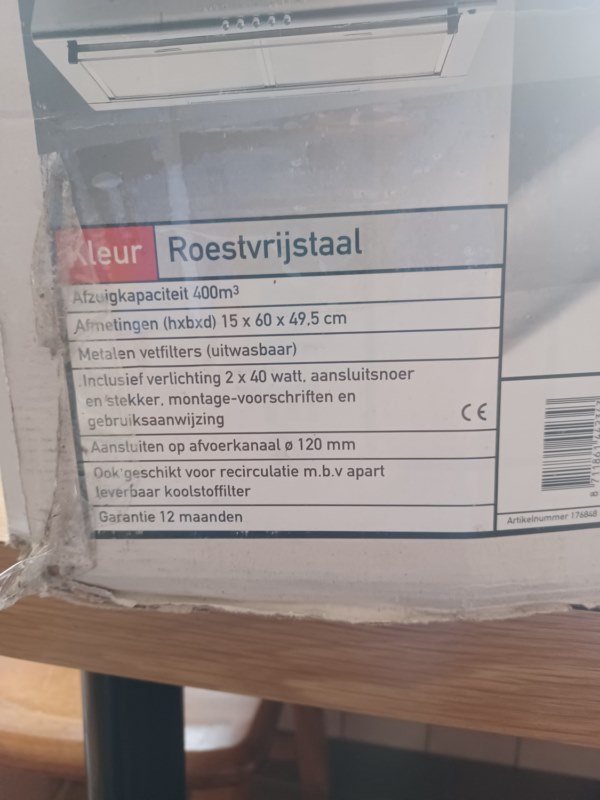 Kleur Roestvrijstaal
Afzuigkapaciteit 400m³
Afmetingen (hxbxd) 15 x 60 x 49,5 cm
Metalen vetfilters (uitwasbaar)
Inclusief verlichting 2 x 40 watt, aansluitsnoer
en stekker, montage-voorschriften en
gebruiksaanwijzing
CE
Aansluiten op afvoerkanaal ø 120 mm
Ook geschikt voor recirculatie m.b.v apart
leverbaar koolstoffilter
Garantie 12 maanden
Artikelnummer 176848